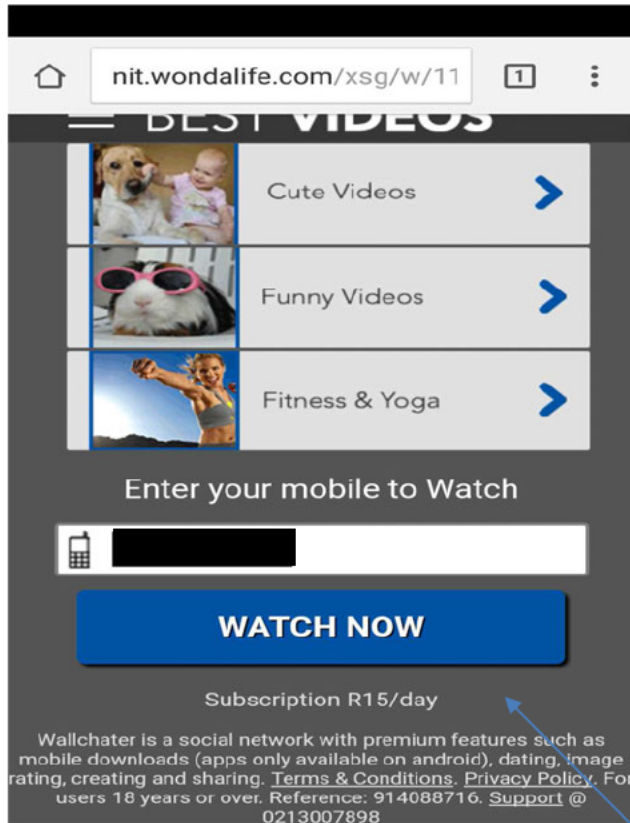 nit.wondalife.com/xsg/w/11
1
BEST VIDEOS
Cute Videos
Funny Videos
Fitness & Yoga
Enter your mobile to Watch
WATCH NOW
Subscription R15/day
Wallchater is a social network with premium features such as
mobile downloads (apps only available on android), dating, image
rating, creating and sharing. Terms & Conditions. Privacy Policy. For
users 18 years or over. Reference: 914088716. Support @
0213007898